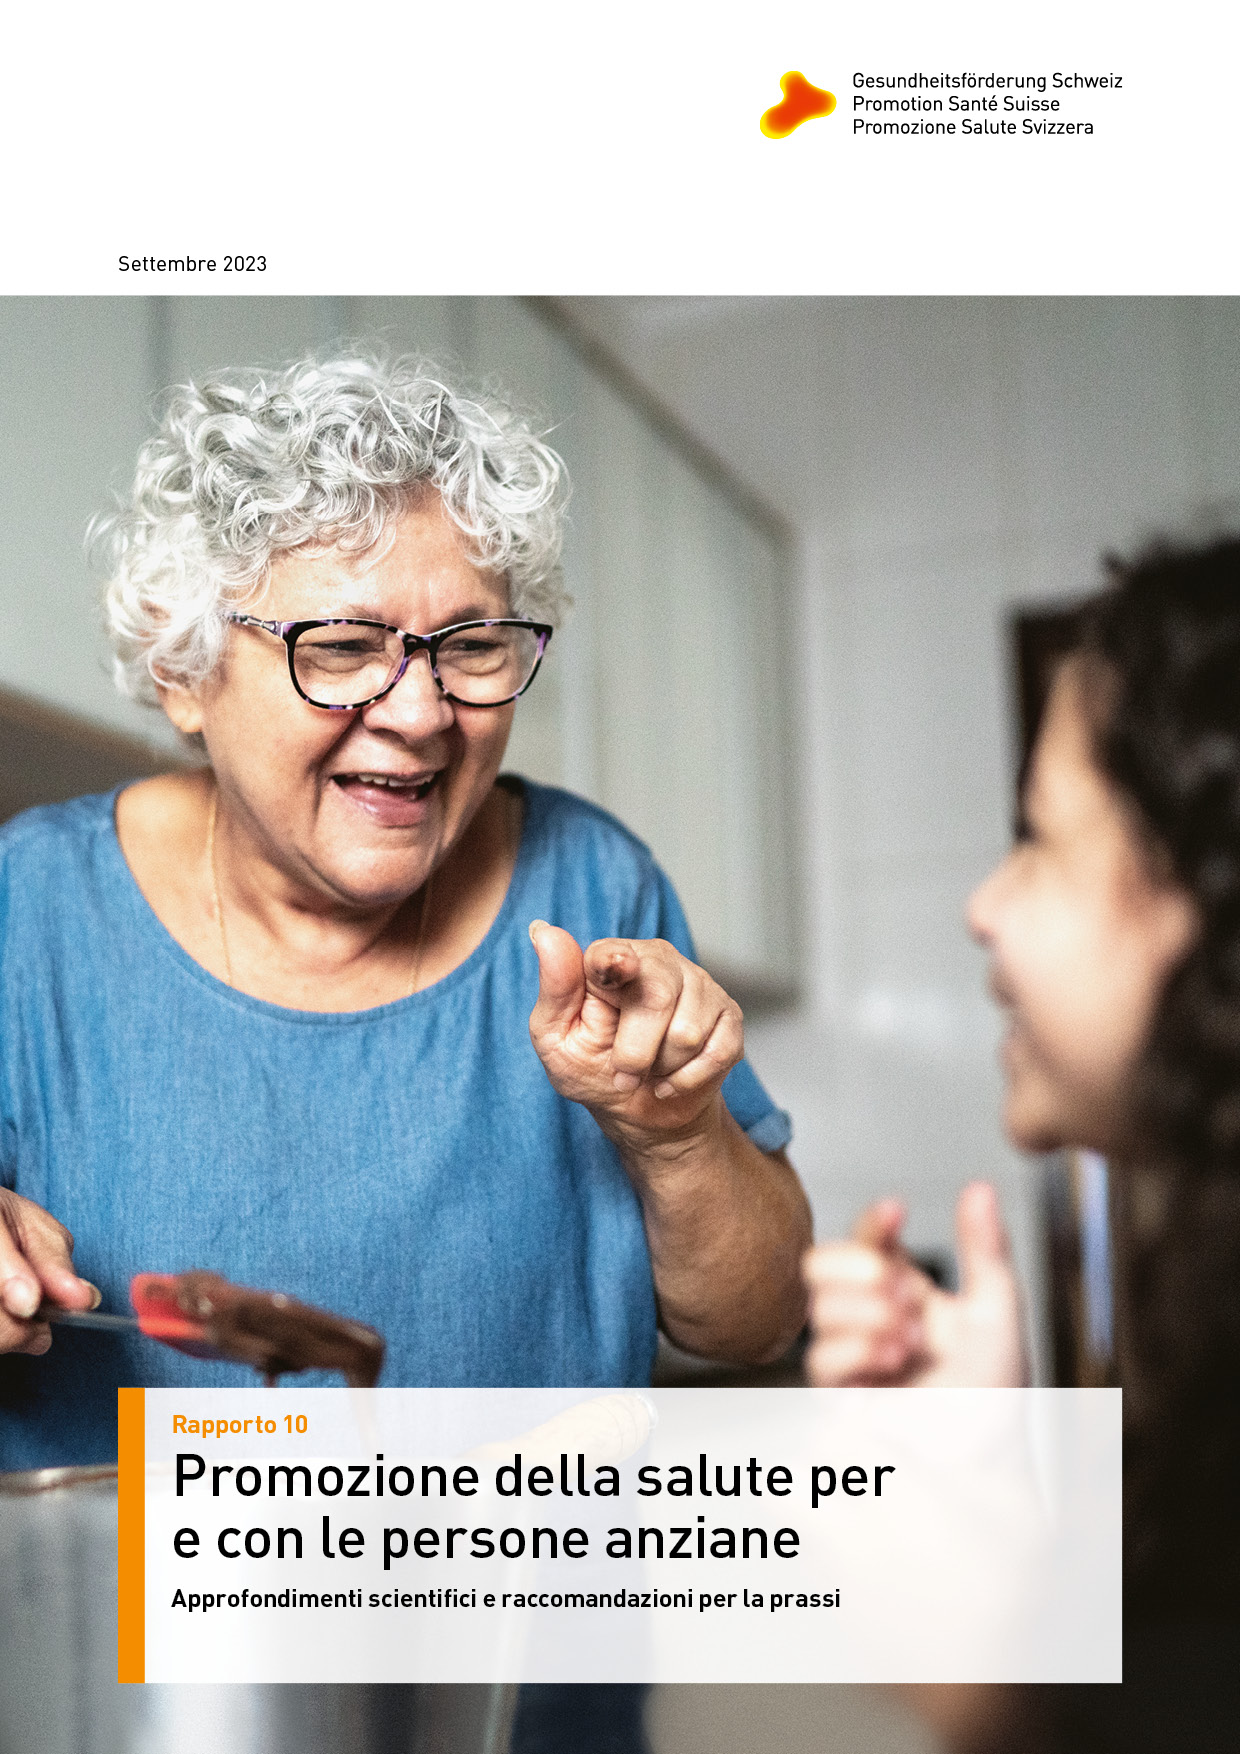 Gesundheitsförderung Schweiz
Promotion Santé Suisse
Promozione Salute Svizzera
Settembre 2023
Rapporto 10
Promozione della salute per
e con le persone anziane
Approfondimenti scientifici e raccomandazioni per la prassi